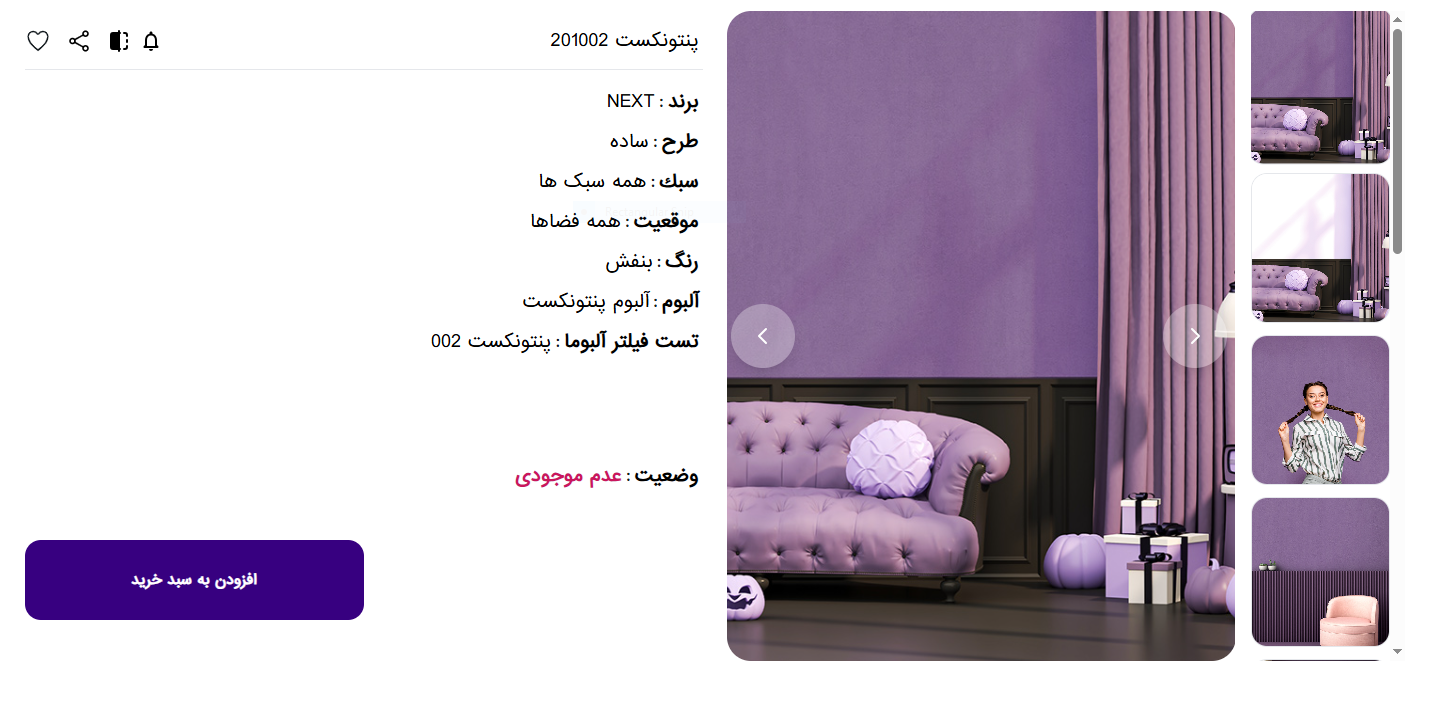 پنتونکست 201002
برند : NEXT
طرح : ساده
سبك : همه سبک ها
موقعیت : همه فضاها
رنگ : بنفش
آلبوم : آلبوم پنتونکست
تست فیلتر آلبوما : پنتونکست 002
وضعیت : عدم موجودی
افزودن به سبد خرید